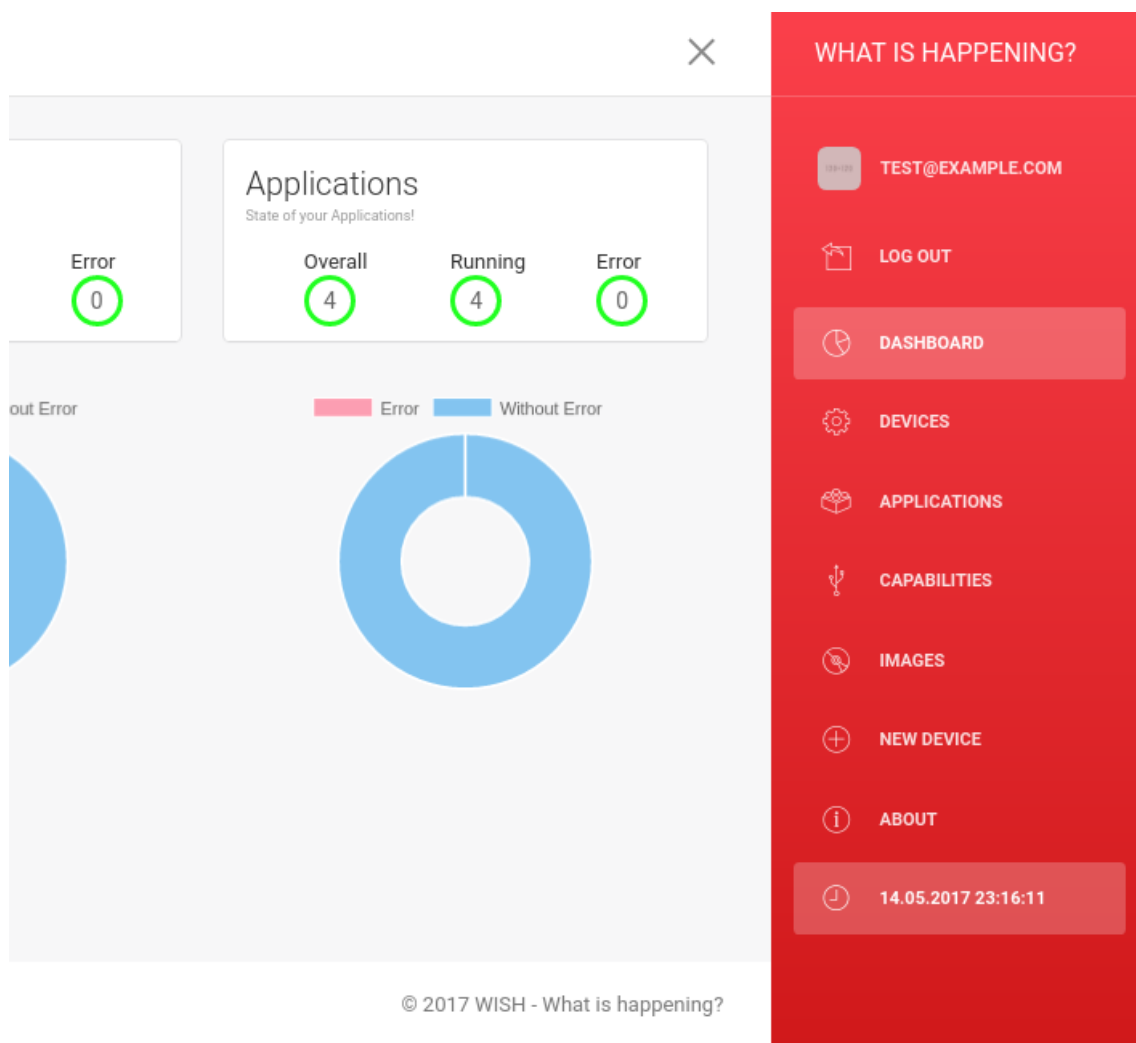 WHAT IS HAPPENING?
Applications
State of your Applications!
Error
0
Overall Running Error
4 4 0
out Error
Error Without Error
TEST@EXAMPLE.COM
LOG OUT
DASHBOARD
DEVICES
APPLICATIONS
CAPABILITIES
IMAGES
NEW DEVICE
ABOUT
14.05.2017 23:16:11
© 2017 WISH - What is happening?